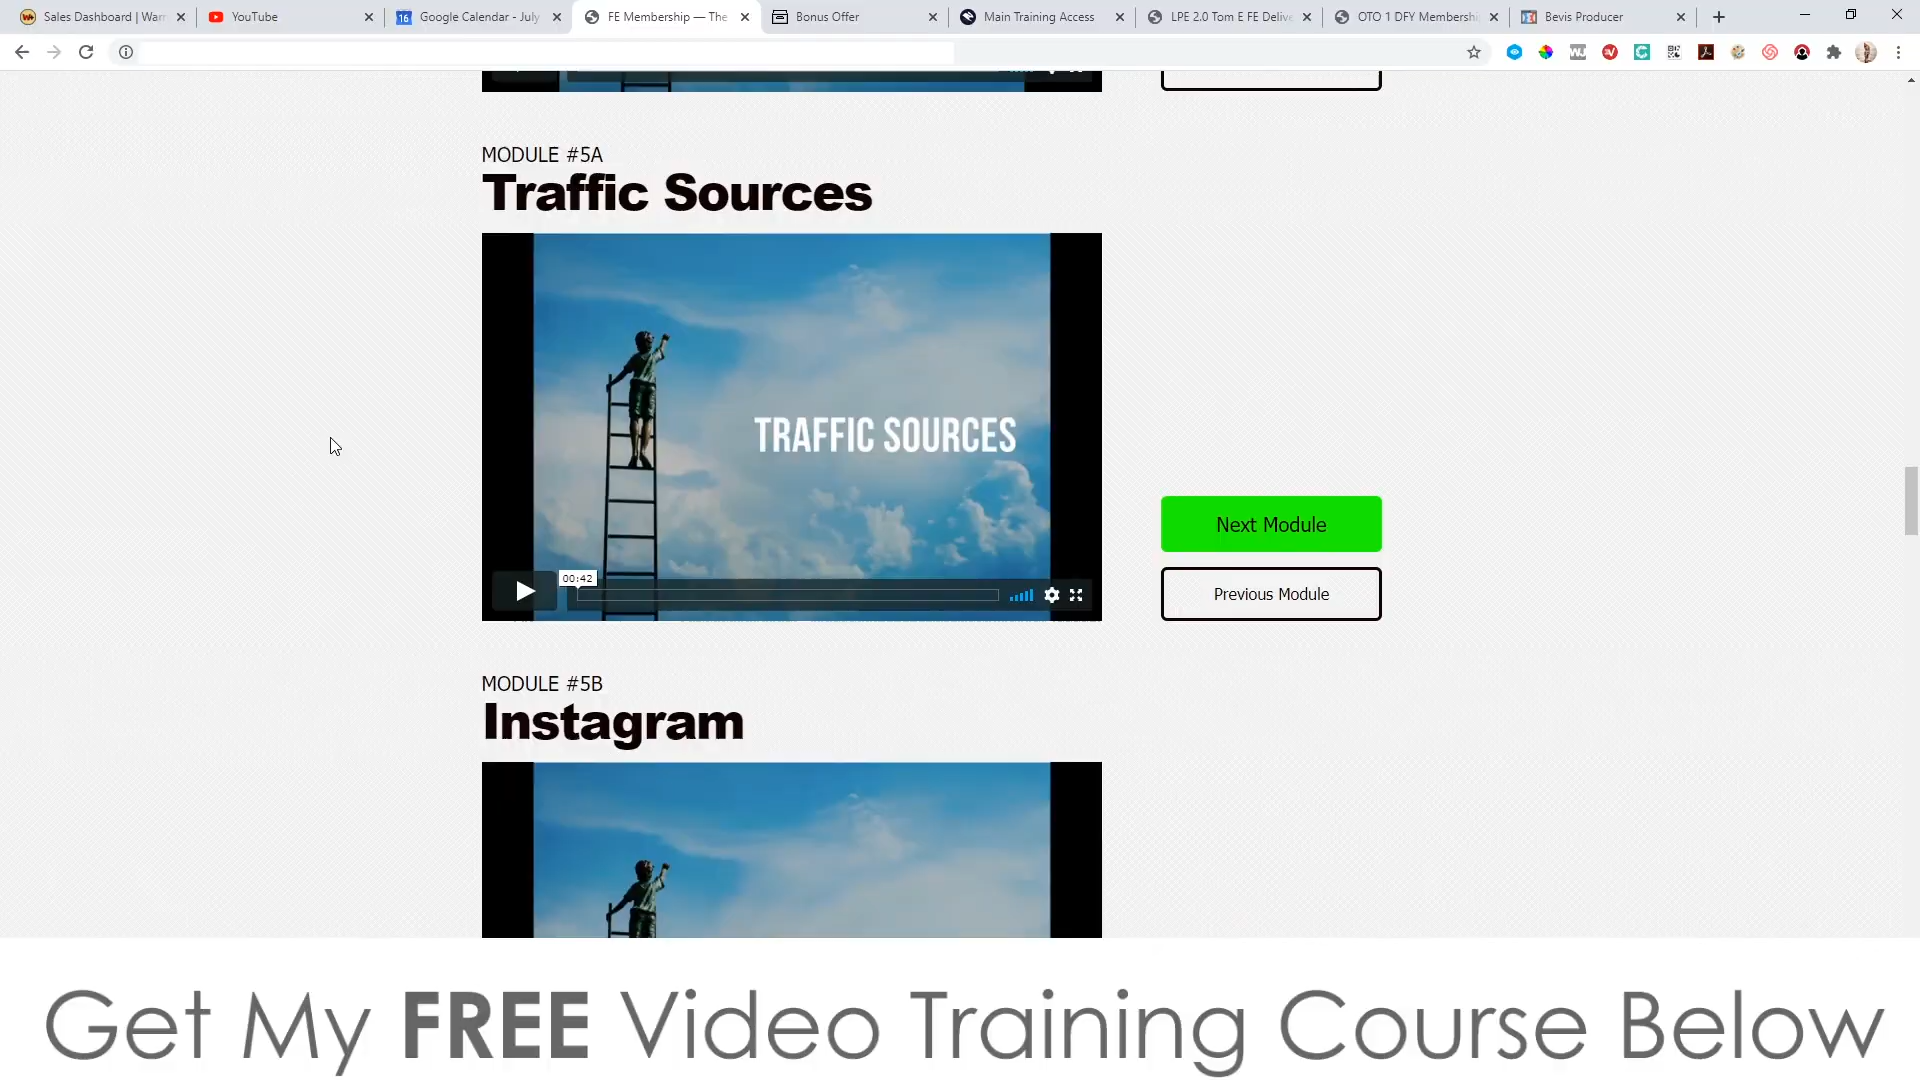 Sales Dashboard | Warr
YouTube
Google Calendar - July
16
FE Membership — The
Bonus Offer
Main Training Access
LPE 2.0 Tom E FE Delive
OTO 1 DFY Membershi
Bevis Producer
MODULE #5A
Traffic Sources
TRAFFIC SOURCES
00:42
Next Module
Previous Module
MODULE #5B
Instagram
Get My FREE Video Training Course Below